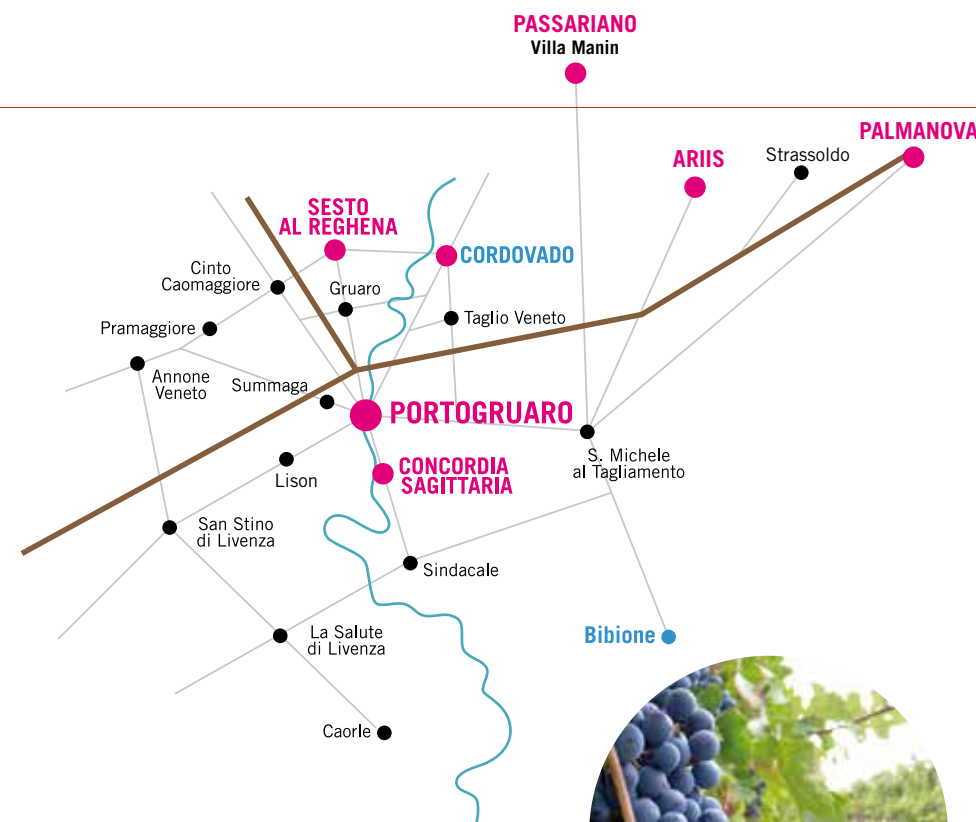 PASSARIANO
Villa Manin
PALMANOVA
ARIIS
Strassoldo
SESTO
AL REGHENA
CORDOVADO
Cinto
Caomaggiore
Gruaro
Taglio Veneto
Pramaggiore
Annone
Veneto
Summaga
PORTOGRUARO
S. Michele
al Tagliamento
CONCORDIA
SAGITTARIA
Lison
San Stino
di Livenza
Sindacale
La Salute
di Livenza
Bibione
Caorle